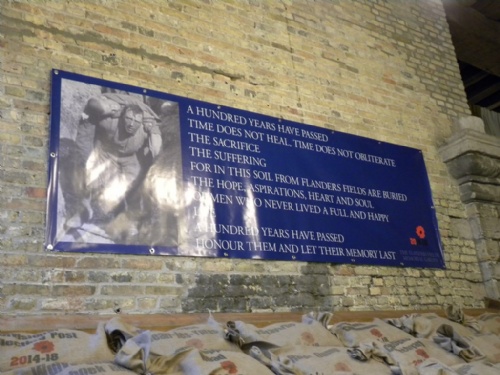 A HUNDRED YEARS HAVE PASSED
TIME DOES NOT HEAL, TIME DOES NOT OBLITERATE
THE SACRIFICE
THE SUFFERING
FOR IN THIS SOIL FROM FLANDERS FIELDS ARE BURIED
THE HOPE, ASPIRATIONS, HEART AND SOUL
OF MEN WHO NEVER LIVED A FULL AND HAPPY
LIFE
A HUNDRED YEARS HAVE PASSED
HONOUR THEM AND LET THEIR MEMORY LAST
2014-18